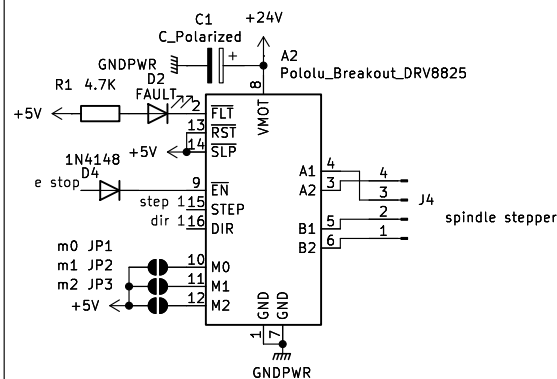 C1
C_Polarized
+24V
GNDPWR
+
A2
Pololu_Breakout_DRV8825
R1 4.7K
D2
FAULT
+5V
8
VMOT
2 FLT
13 RST
+5V
14 SLP
1N4148
D4
e stop
9 EN
step 1 15 STEP
dir 1 16 DIR
A1 4
A2 3
B1 5
B2 6
4
3
2
1
J4
spindle stepper
m0 JP1
10 M0
m1 JP2
11 M1
m2 JP3
12 M2
+5V
GND
GND
1
7
GNDPWR